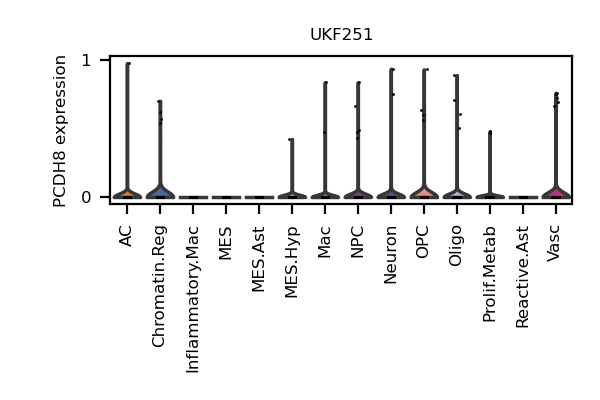 UKF251
PCDH8 expression
1
0
AC
Chromatin.Reg
Inflammatory.Mac
MES
MES.Ast
MES.Hyp
Mac
NPC
Neuron
OPC
Oligo
Prolif.Metab
Reactive.Ast
Vasc